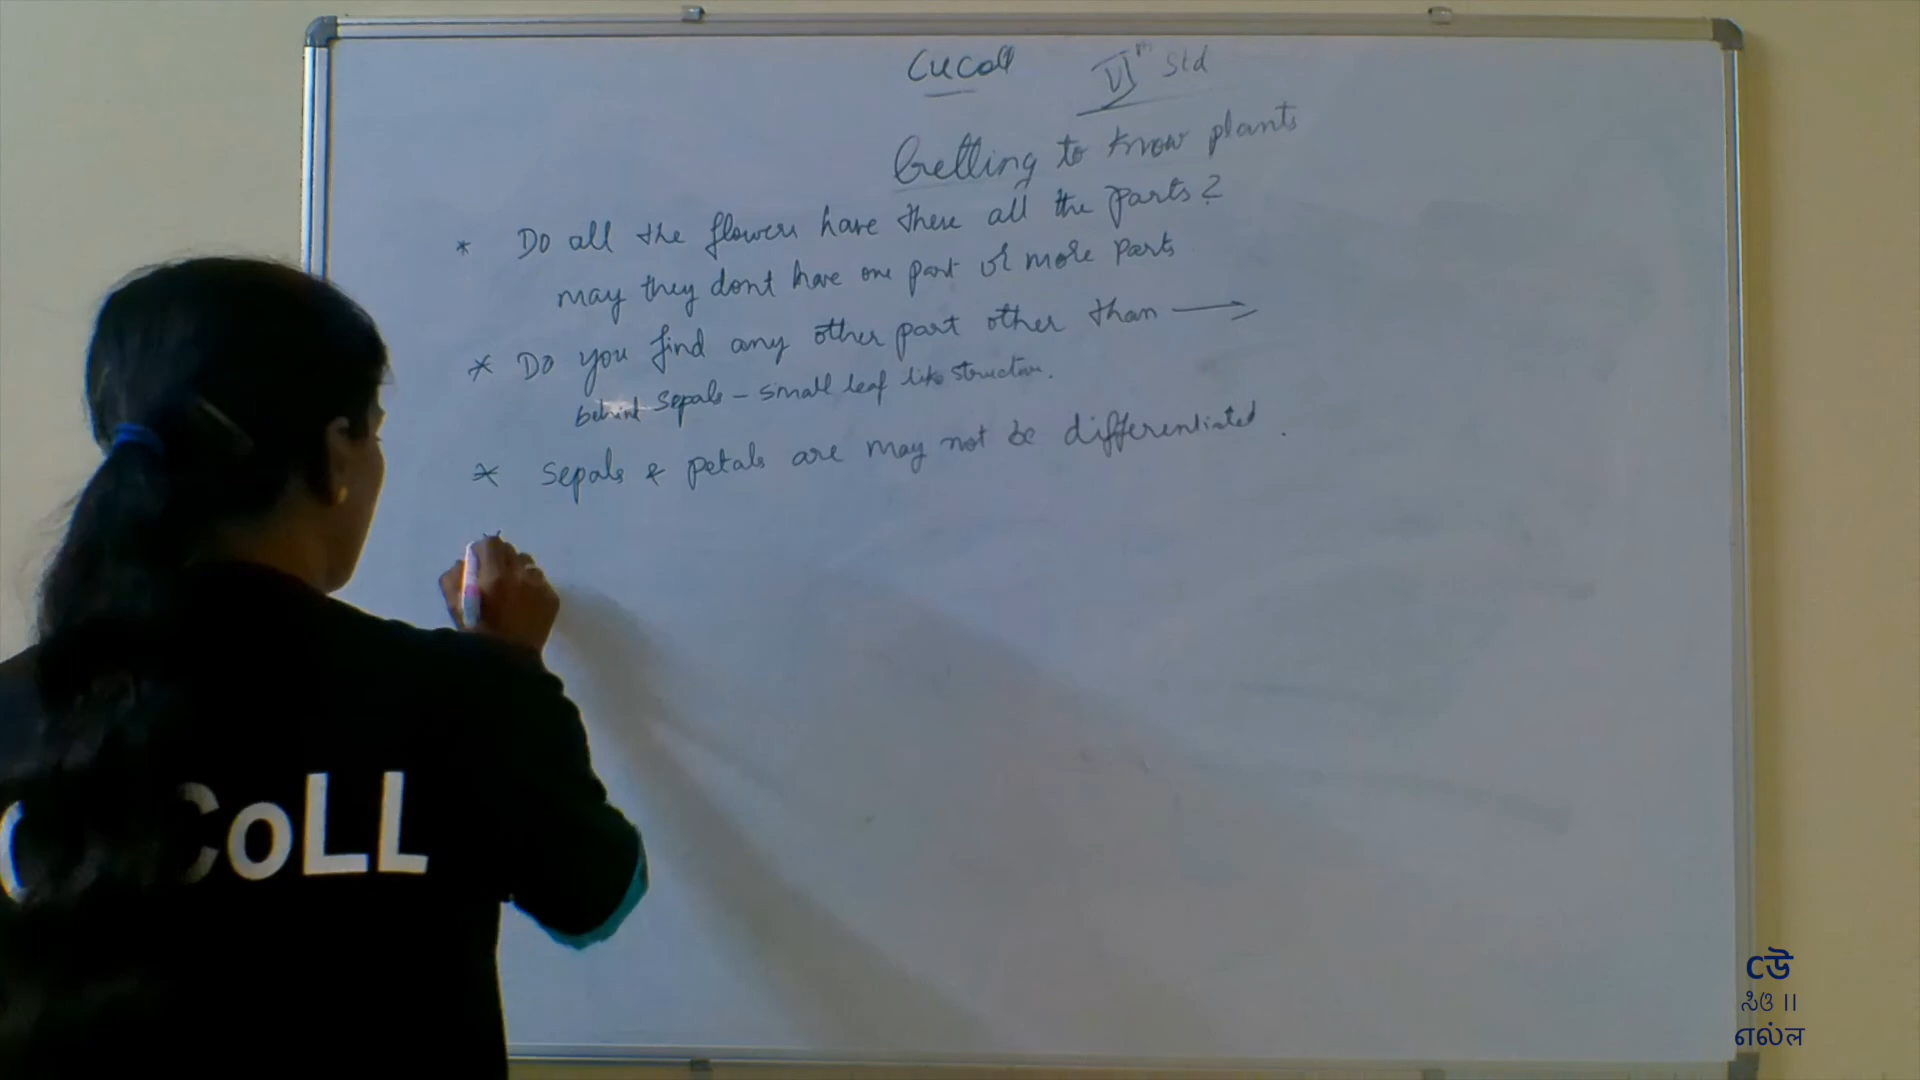 CUColl VIth Std
Getting to know plants
* Do all the flowers have these all the parts?
may they dont have one part or more parts
* Do you find any other part other than →
behind sepals - small leaf like structure.
* Sepals & petals are may not be differentiated.
CoLL
Cউ
ಸಿಓ ॥
எல்ல